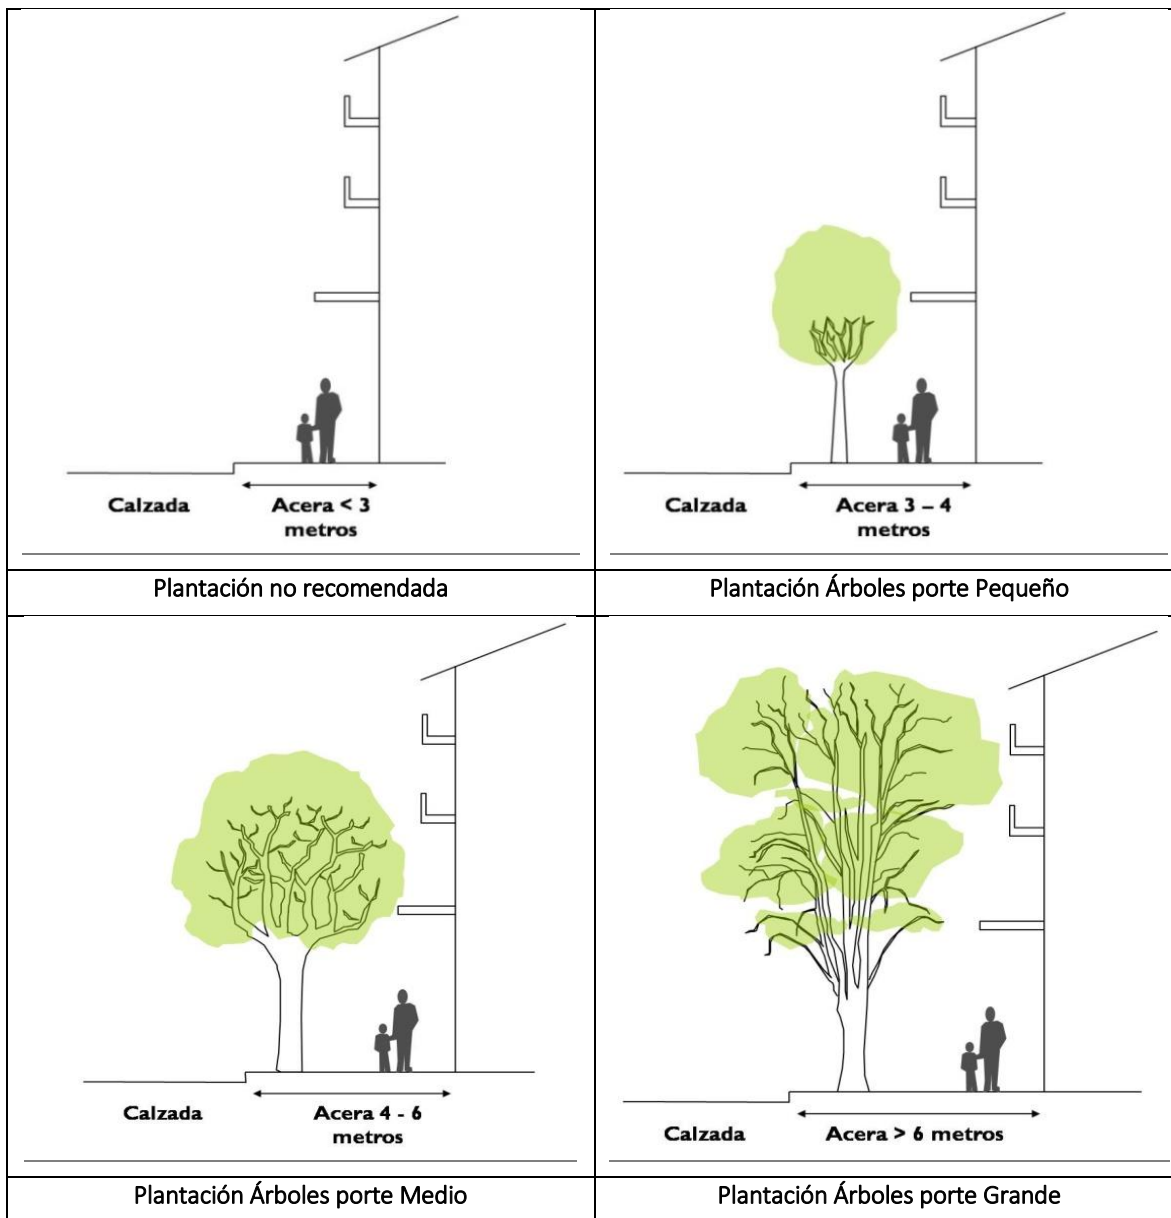 Calzada
Acera < 3
metros
Plantación no recomendada
Calzada
Acera 3 – 4
metros
Plantación Árboles porte Pequeño
Calzada
Acera 4 - 6
metros
Plantación Árboles porte Medio
Calzada
Acera > 6 metros
Plantación Árboles porte Grande